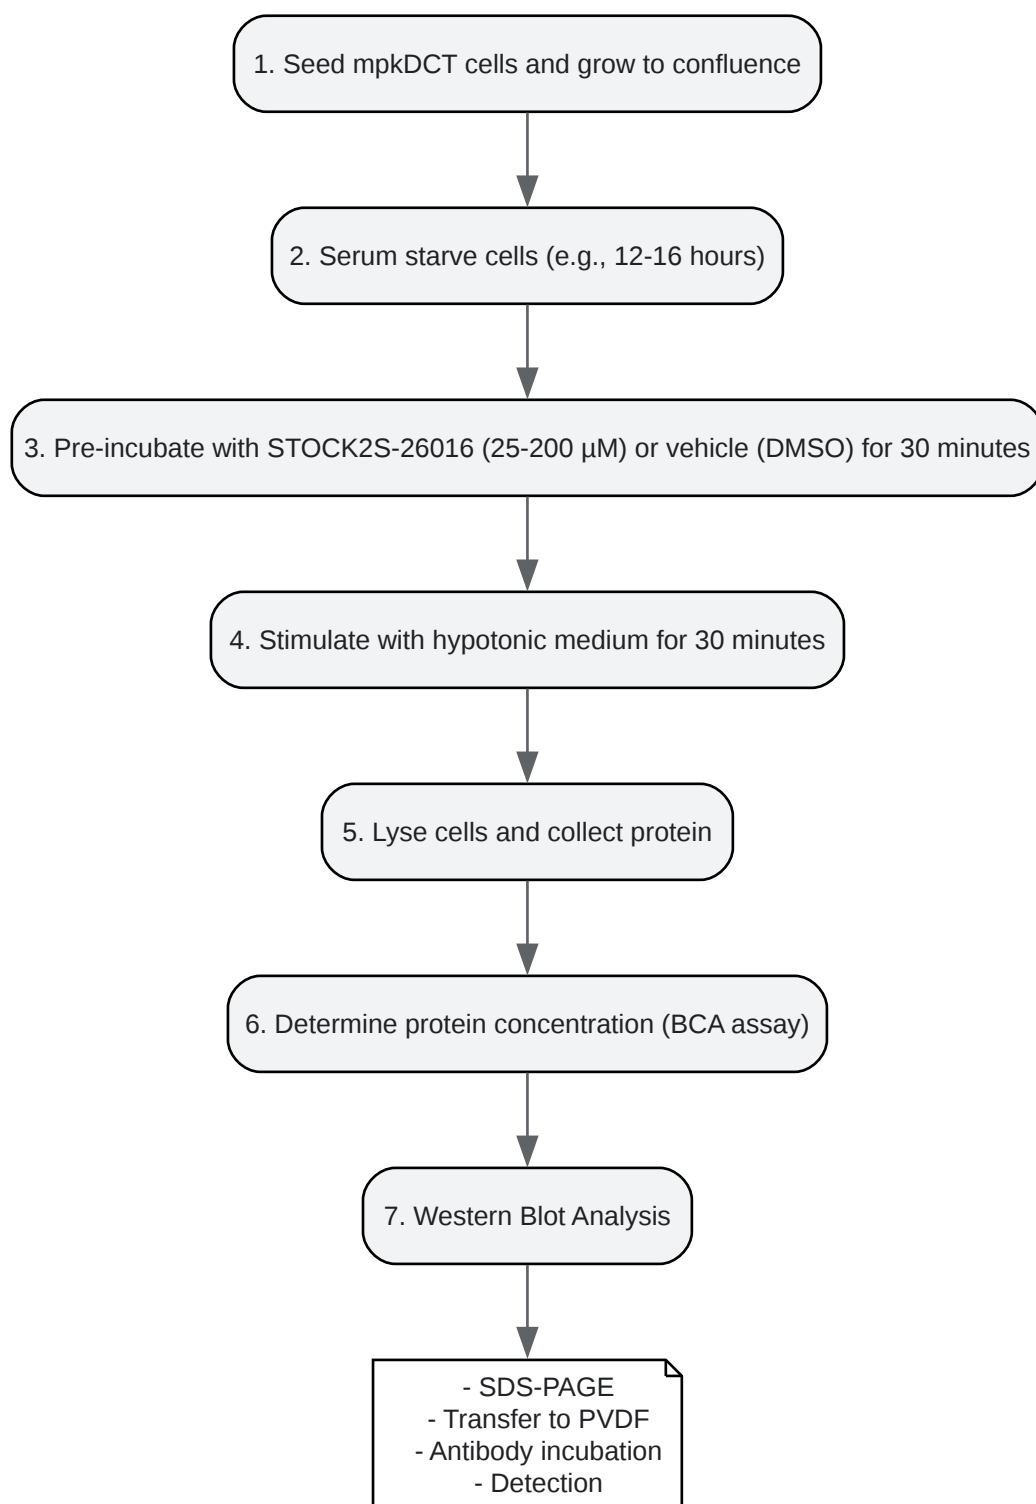 1. Seed mpkDCT cells and grow to confluence
2. Serum starve cells (e.g., 12-16 hours)
3. Pre-incubate with STOCK2S-26016 (25-200 µM) or vehicle (DMSO) for 30 minutes
4. Stimulate with hypotonic medium for 30 minutes
5. Lyse cells and collect protein
6. Determine protein concentration (BCA assay)
7. Western Blot Analysis
- SDS-PAGE
- Transfer to PVDF
- Antibody incubation
- Detection